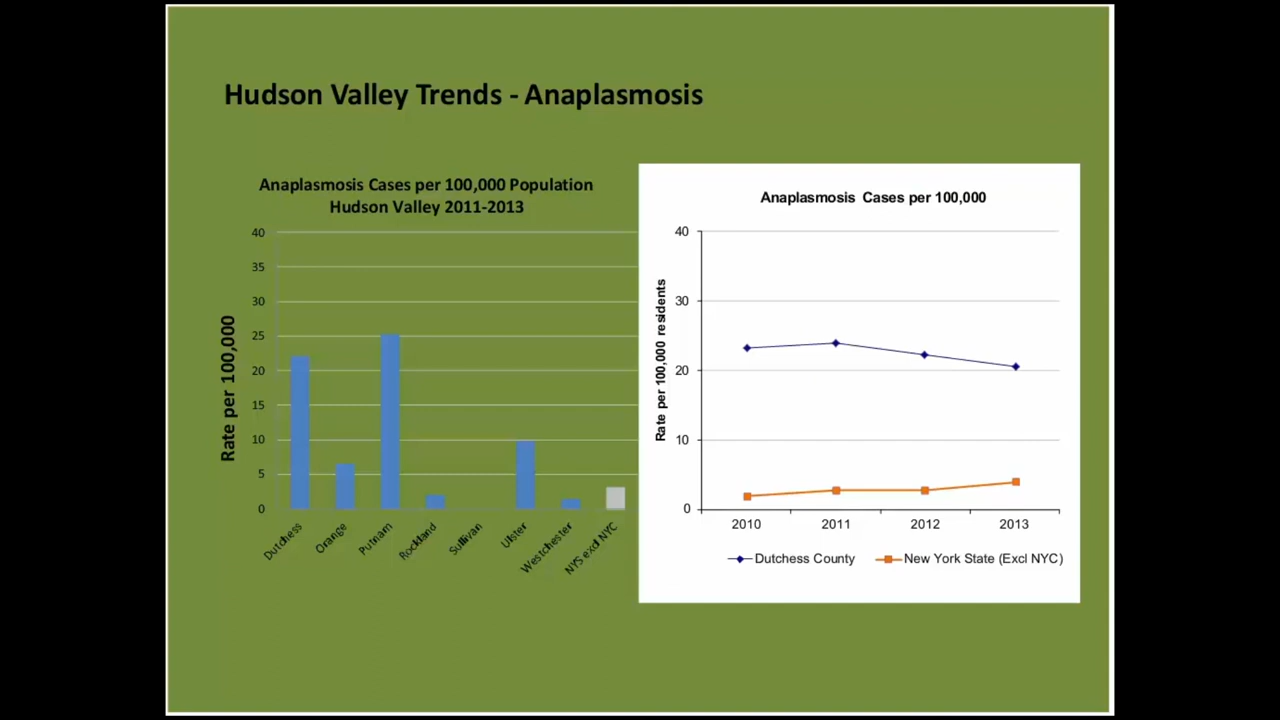 Hudson Valley Trends - Anaplasmosis
Anaplasmosis Cases per 100,000 Population
Hudson Valley 2011-2013
Rate per 100,000
40
35
30
25
20
15
10
5
0
Dutchess
Orange
Putnam
Rockland
Sullivan
Ulster
Westchester
NYS excl NYC
Anaplasmosis Cases per 100,000
Rate per 100,000 residents
40
30
20
10
0
2010 2011 2012 2013
Dutchess County New York State (Excl NYC)